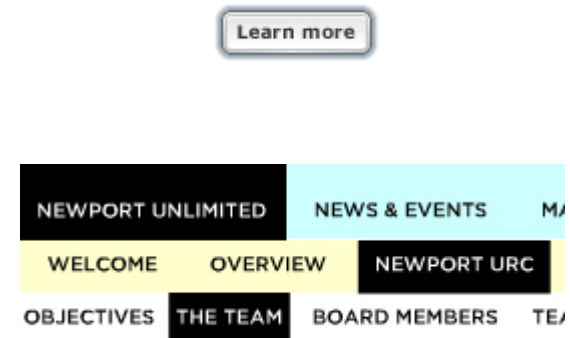 Learn more
NEWPORT UNLIMITED NEWS & EVENTS
WELCOME OVERVIEW NEWPORT URC
OBJECTIVES THE TEAM BOARD MEMBERS